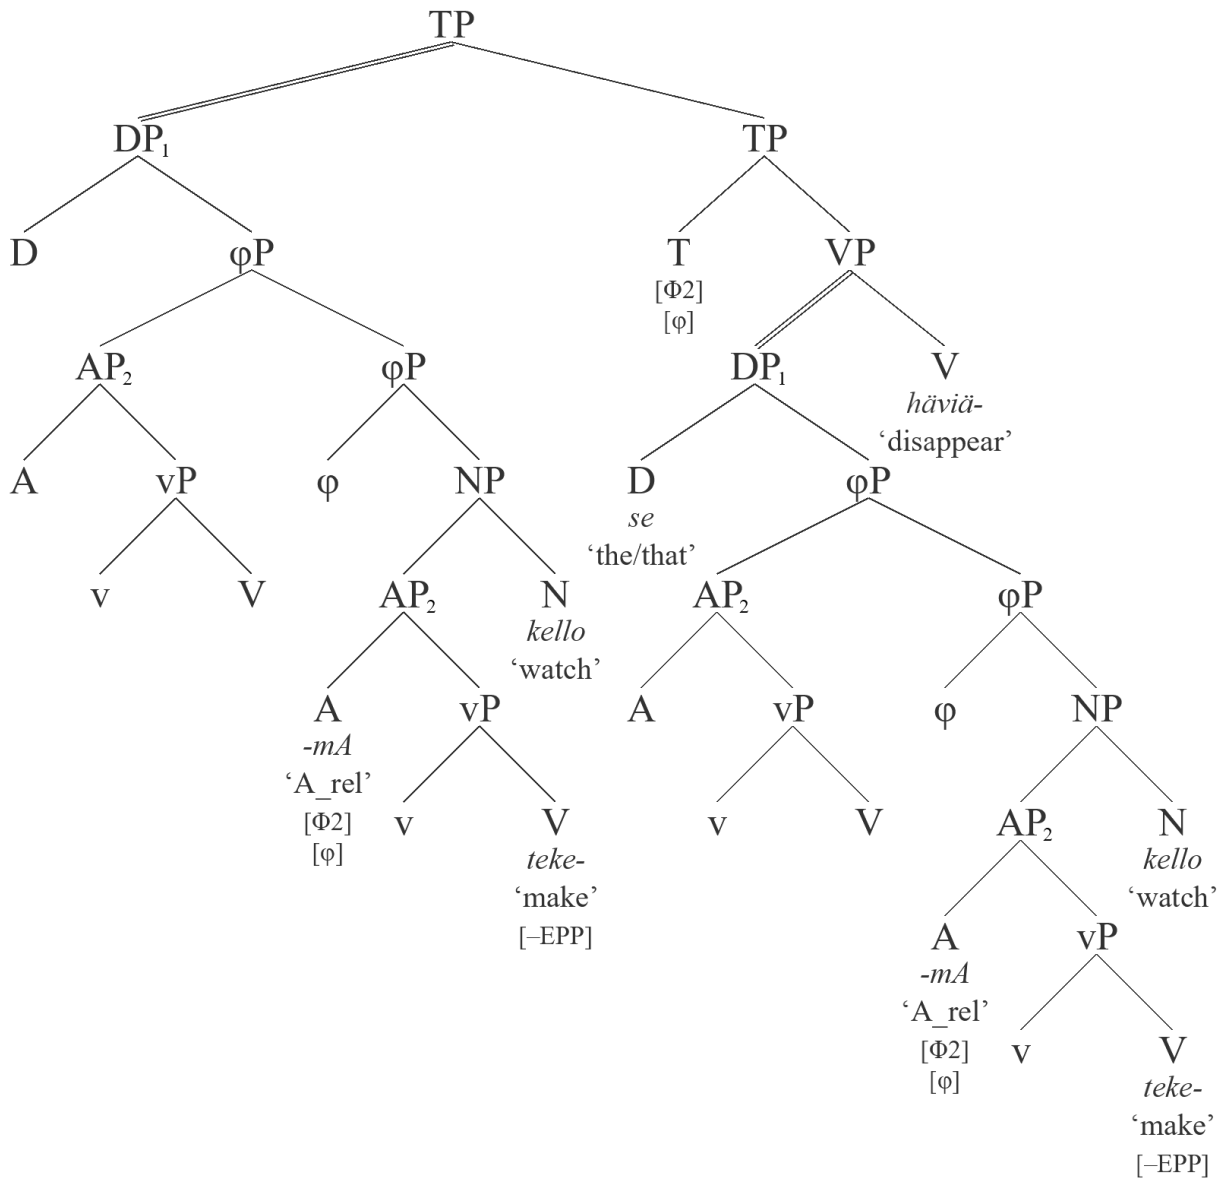 TP
DP₁ TP
D φP T VP
[Φ2]
[φ]
AP₂ φP DP₁ V
häviä-
‘disappear’
A vP φ NP D φP
se
‘the/that’
v V AP₂ N AP₂ φP
kello
‘watch’
A vP A vP φ NP
-mA
‘A_rel’
[Φ2]
[φ]
v V v V AP₂ N
teke- kello
‘make’ ‘watch’
[–EPP]
A vP
-mA
‘A_rel’
[Φ2]
[φ]
v V
teke-
‘make’
[–EPP]